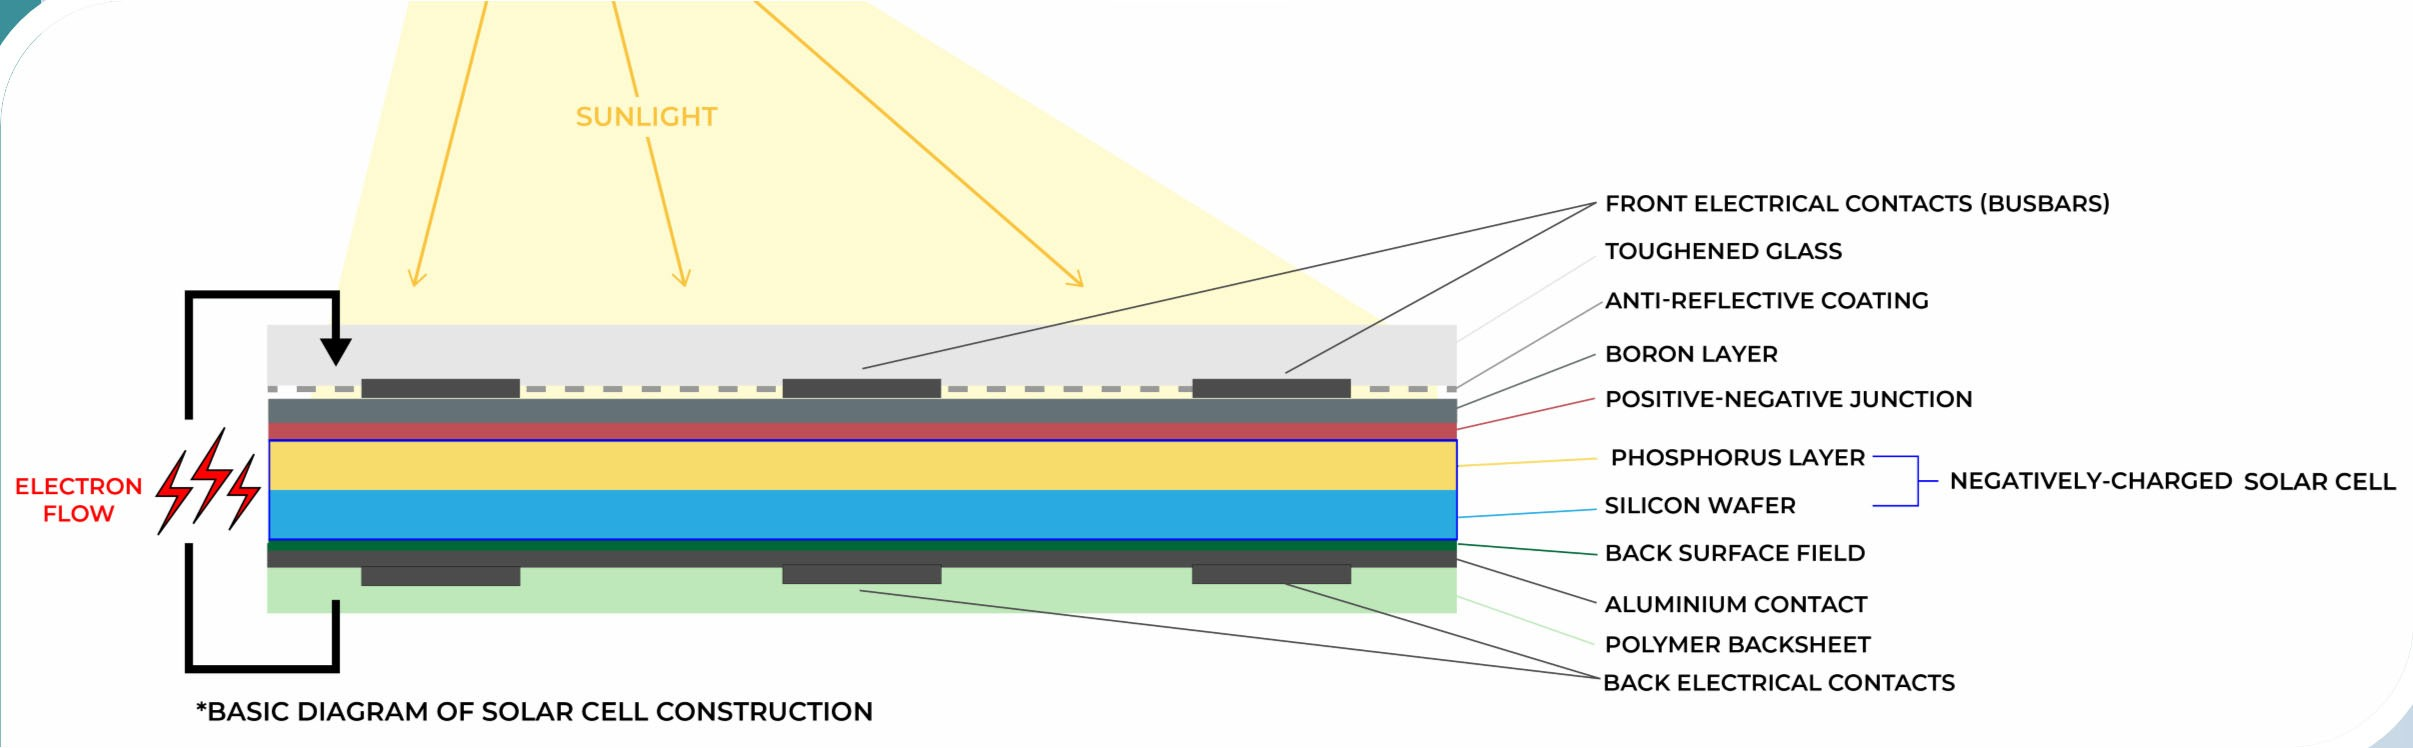 SUNLIGHT
FRONT ELECTRICAL CONTACTS (BUSBARS)
TOUGHENED GLASS
ANTI-REFLECTIVE COATING
BORON LAYER
POSITIVE-NEGATIVE JUNCTION
PHOSPHORUS LAYER
NEGATIVELY-CHARGED SOLAR CELL
SILICON WAFER
ELECTRON
FLOW
BACK SURFACE FIELD
ALUMINIUM CONTACT
POLYMER BACKSHEET
BACK ELECTRICAL CONTACTS
*BASIC DIAGRAM OF SOLAR CELL CONSTRUCTION